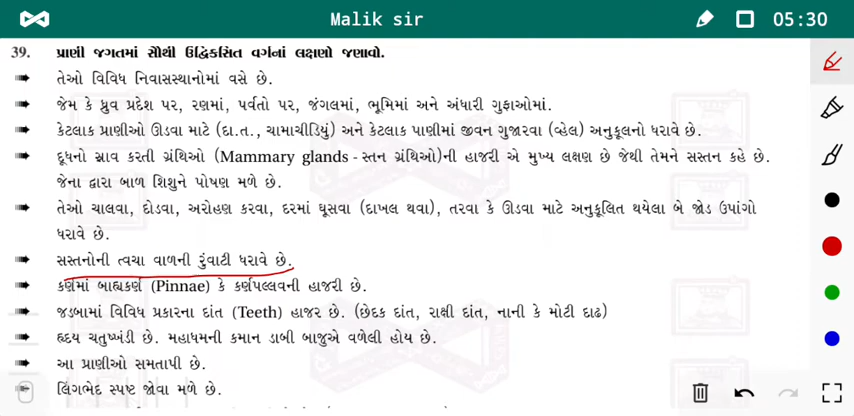 Malik sir
05:30
39. પ્રાણી જગતમાં સૌથી ઉદ્વિકસિત વર્ગનાં લક્ષણો જણાવો.
➠ તેઓ વિવિધ નિવાસસ્થાનોમાં વસે છે.
➠ જેમ કે ધ્રુવ પ્રદેશ પર, રણમાં, પર્વતો પર, જંગલમાં, ભૂમિમાં અને અંધારી ગુફાઓમાં.
➠ કેટલાક પ્રાણીઓ ઊડવા માટે (દા.ત., ચામાચીડિયું) અને કેટલાક પાણીમાં જીવન ગુજારવા (વ્હેલ) અનુકૂલનો ધરાવે છે.
➠ દૂધનો સ્રાવ કરતી ગ્રંથિઓ (Mammary glands - સ્તન ગ્રંથિઓ)ની હાજરી એ મુખ્ય લક્ષણ છે જેથી તેમને સસ્તન કહે છે.
જેના દ્વારા બાળ શિશુને પોષણ મળે છે.
➠ તેઓ ચાલવા, દોડવા, અરોહણ કરવા, દરમાં ઘૂસવા (દાખલ થવા), તરવા કે ઊડવા માટે અનુકૂલિત થયેલા બે જોડ ઉપાંગો
ધરાવે છે.
➠ સસ્તનોની ત્વચા વાળની રુંવાટી ધરાવે છે.
➠ કર્ણમાં બાહ્યકર્ણ (Pinnae) કે કર્ણપલ્લવની હાજરી છે.
➠ જડબામાં વિવિધ પ્રકારના દાંત (Teeth) હાજર છે. (છેદક દાંત, રાક્ષી દાંત, નાની કે મોટી દાઢ)
➠ હૃદય ચતુષ્ખંડી છે. મહાધમની કમાન ડાબી બાજુએ વળેલી હોય છે.
➠ આ પ્રાણીઓ સમતાપી છે.
➠ લિંગભેદ સ્પષ્ટ જોવા મળે છે.